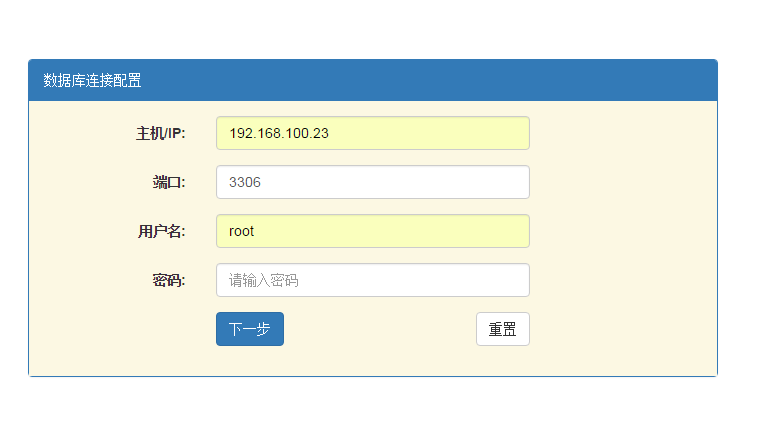 数据库连接配置
主机/IP: 192.168.100.23
端口: 3306
用户名: root
密码: 请输入密码
下一步 重置